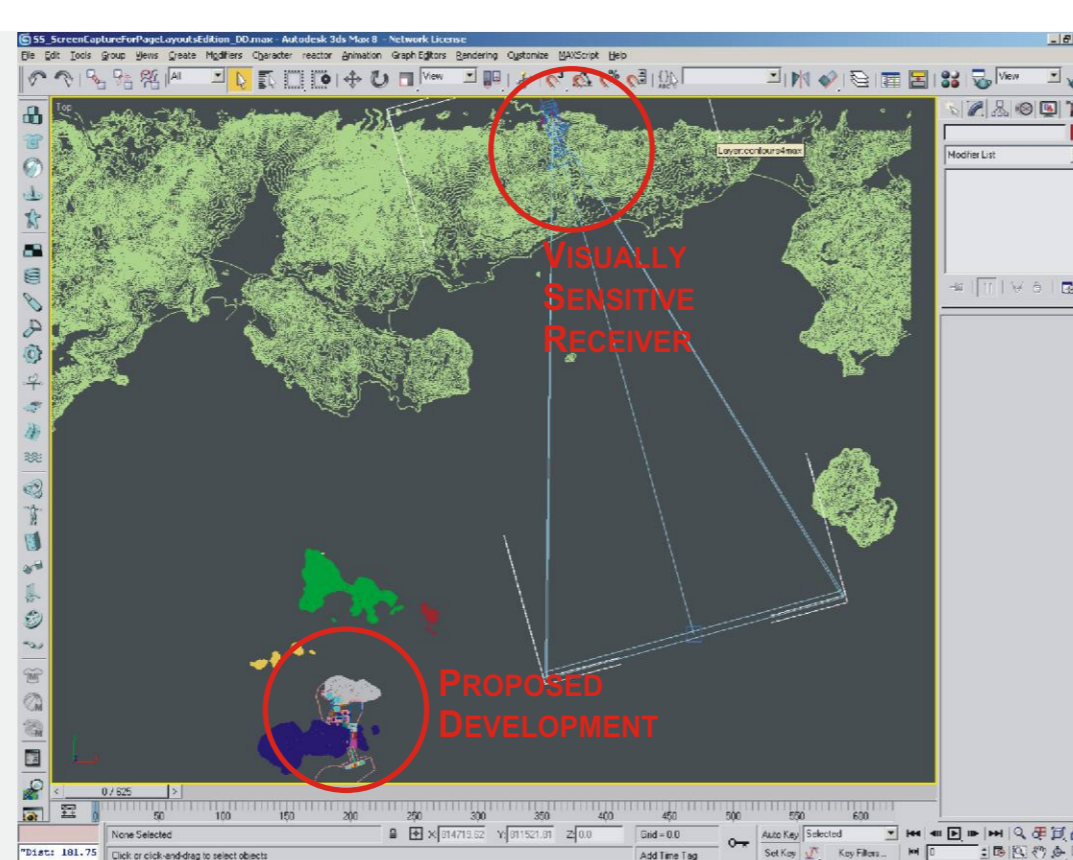 55_ScreenCaptureForPageLayoutsEdition_DD.max - Autodesk 3ds Max 8 - Network License
File Edit Tools Group Views Create Modifiers Character reactor Animation Graph Editors Rendering Customize MAXScript Help
All View View
Top
Layer:contours4max
Modifier List
VISUALLY
SENSITIVE
RECEIVER
PROPOSED
DEVELOPMENT
0 / 625
50 100 150 200 250 300 350 400 450 500 550 600
None Selected X: 814713.62 Y: 811521.81 Z: 0.0 Grid = 0.0 Auto Key Selected
"Dist: 181.75 Click or click-and-drag to select objects Add Time Tag Set Key Key Filters... 0